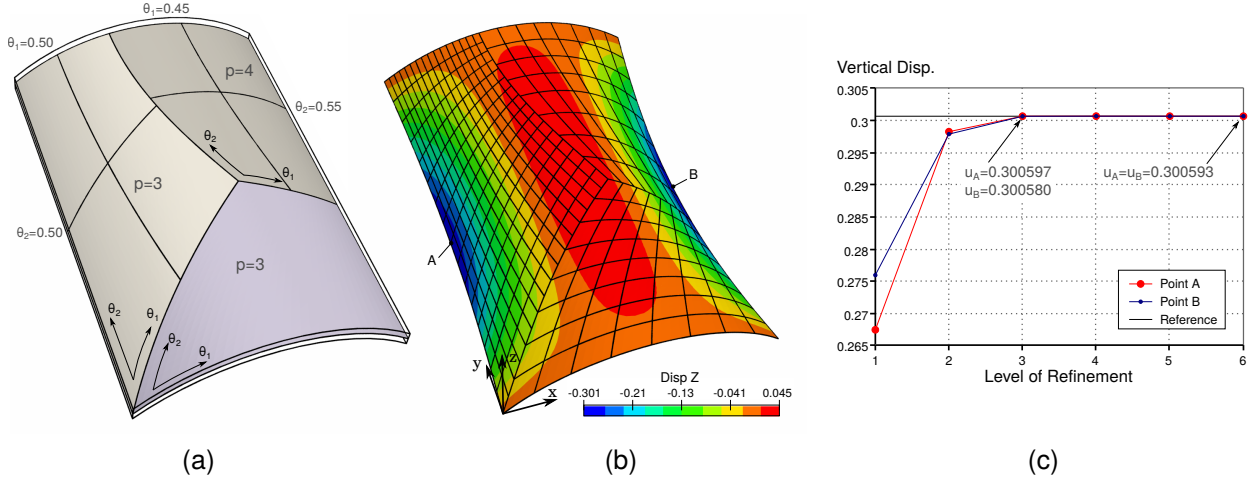 θ1=0.45
θ1=0.50
p=4
θ2=0.55
θ2
θ1
p=3
θ2=0.50
p=3
θ2
θ1
θ2
θ1
(a)
A
B
y
z
x
Disp Z
-0.301 -0.21 -0.13 -0.041 0.045
(b)
Vertical Disp.
0.305
0.3
0.295
0.29
0.285
0.28
0.275
0.27
0.265
uA=0.300597
uB=0.300580
uA=uB=0.300593
Point A
Point B
Reference
1 2 3 4 5 6
Level of Refinement
(c)